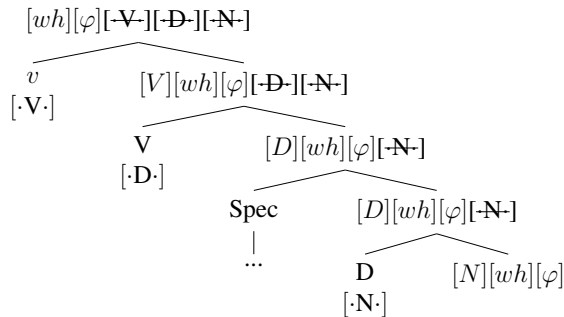 [wh][φ][·V·][·D·][·N·]
v [V][wh][φ][·D·][·N·]
[·V·]
V [D][wh][φ][·N·]
[·D·]
Spec [D][wh][φ][·N·]
...
D [N][wh][φ]
[·N·]